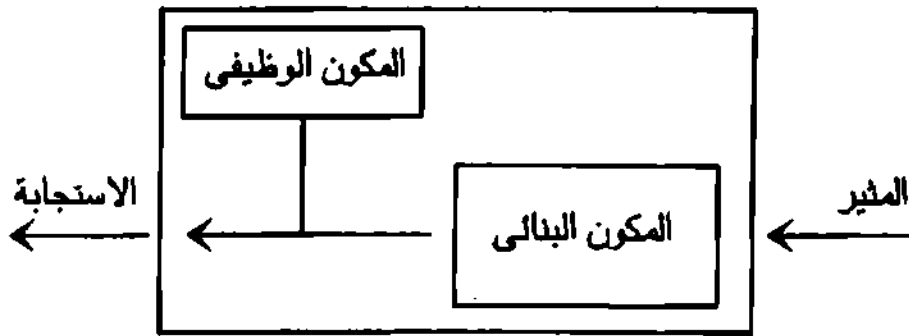 المكون الوظيفى
المثير
المكون البنائى
الاستجابة